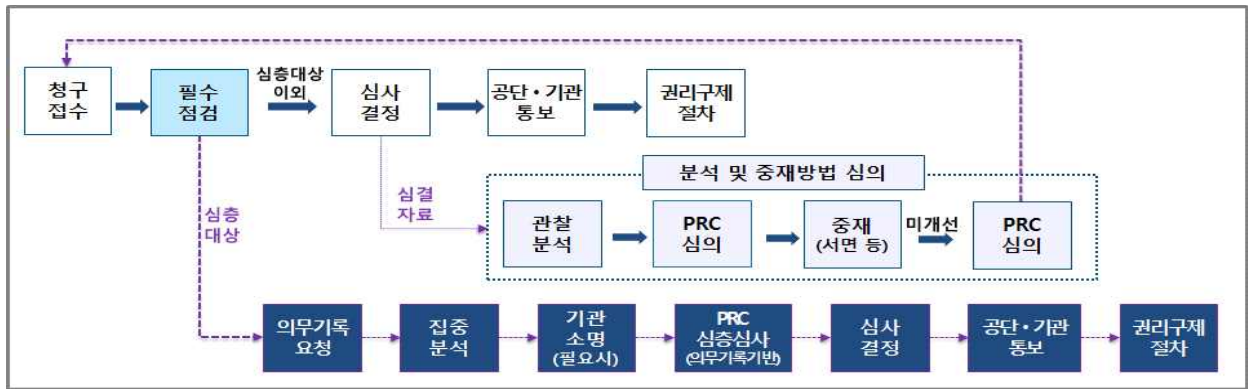 청구
접수
필수
점검
심층대상
이외
심사
결정
공단・기관
통보
권리구제
절차
심층
대상
심결
자료
분석 및 중재방법 심의
관찰
분석
PRC
심의
중재
(서면 등)
미개선
PRC
심의
의무기록
요청
집중
분석
기관
소명
(필요시)
PRC
심층심사
(의무기록기반)
심사
결정
공단・기관
통보
권리구제
절차